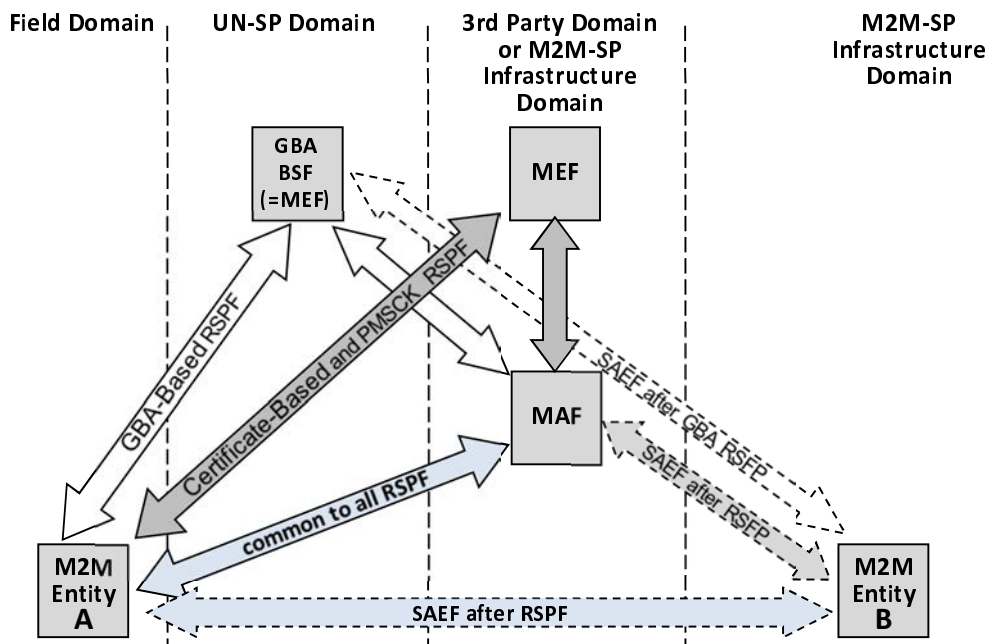 Field Domain
UN-SP Domain
3rd Party Domain
or M2M-SP
Infrastructure
Domain
M2M-SP
Infrastructure
Domain
GBA
BSF
(=MEF)
MEF
GBA-Based RSPF
Certificate-Based and PMSCK RSPF
SAEF after GBA RSFP
MAF
SAEF after RSFP
common to all RSPF
M2M
Entity
A
SAEF after RSPF
M2M
Entity
B